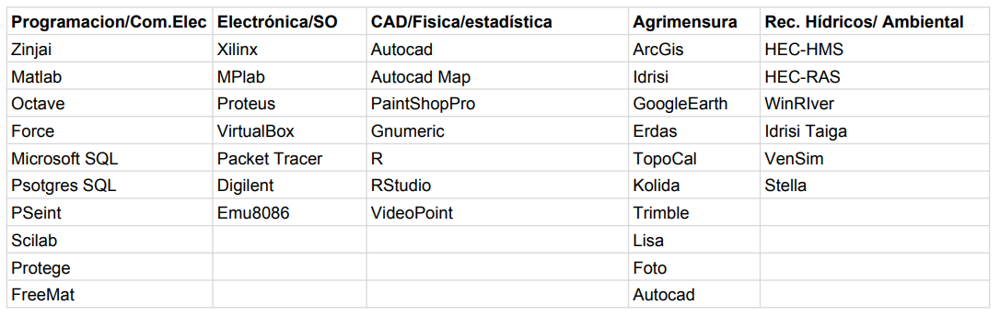 Programacion/Com.Elec Electrónica/SO CAD/Fisica/estadística Agrimensura Rec. Hídricos/ Ambiental
Zinjai Xilinx Autocad ArcGis HEC-HMS
Matlab MPlab Autocad Map Idrisi HEC-RAS
Octave Proteus PaintShopPro GoogleEarth WinRIver
Force VirtualBox Gnumeric Erdas Idrisi Taiga
Microsoft SQL Packet Tracer R TopoCal VenSim
Psotgres SQL Digilent RStudio Kolida Stella
PSeint Emu8086 VideoPoint Trimble
Scilab Lisa
Protege Foto
FreeMat Autocad